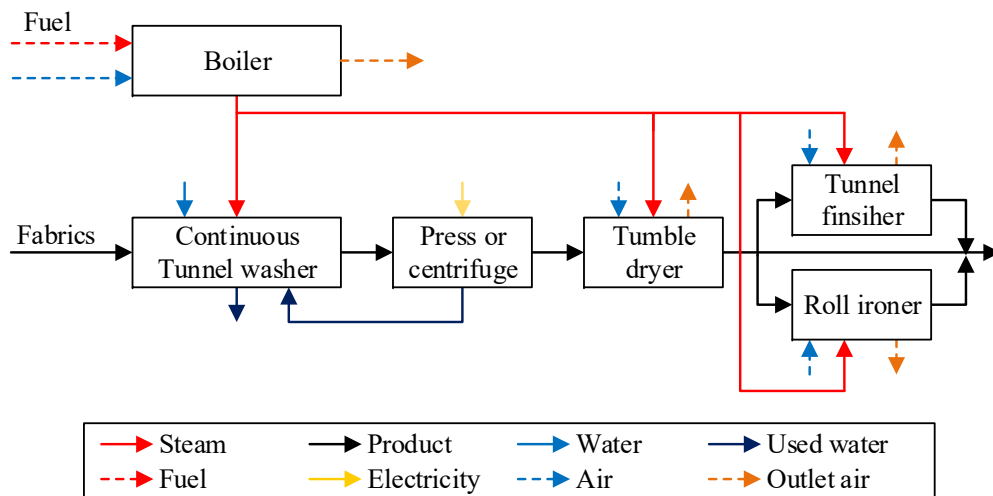 Fuel
Boiler
Fabrics
Continuous
Tunnel washer
Press or
centrifuge
Tumble
dryer
Tunnel
finsiher
Roll ironer
Steam
Product
Water
Used water
Fuel
Electricity
Air
Outlet air